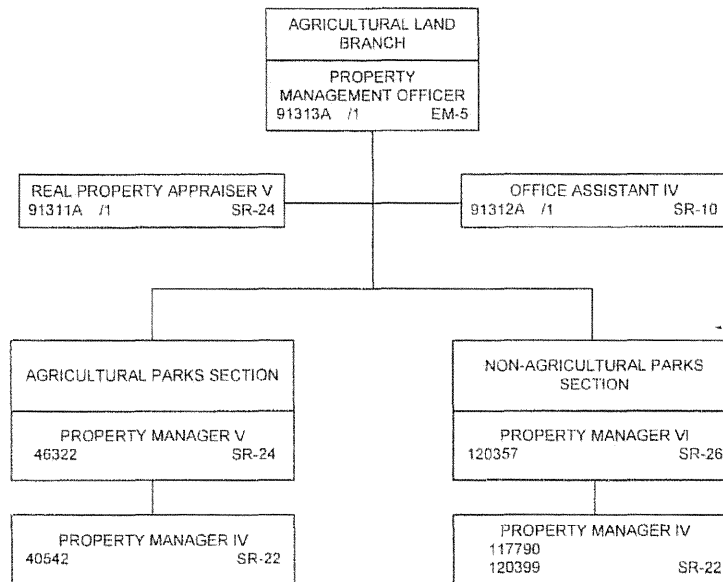 AGRICULTURAL LAND
BRANCH
PROPERTY
MANAGEMENT OFFICER
91313A /1 EM-5
REAL PROPERTY APPRAISER V
91311A /1 SR-24
OFFICE ASSISTANT IV
91312A /1 SR-10
AGRICULTURAL PARKS SECTION
PROPERTY MANAGER V
46322 SR-24
PROPERTY MANAGER IV
40542 SR-22
NON-AGRICULTURAL PARKS
SECTION
PROPERTY MANAGER VI
120357 SR-26
PROPERTY MANAGER IV
117790
120399 SR-22